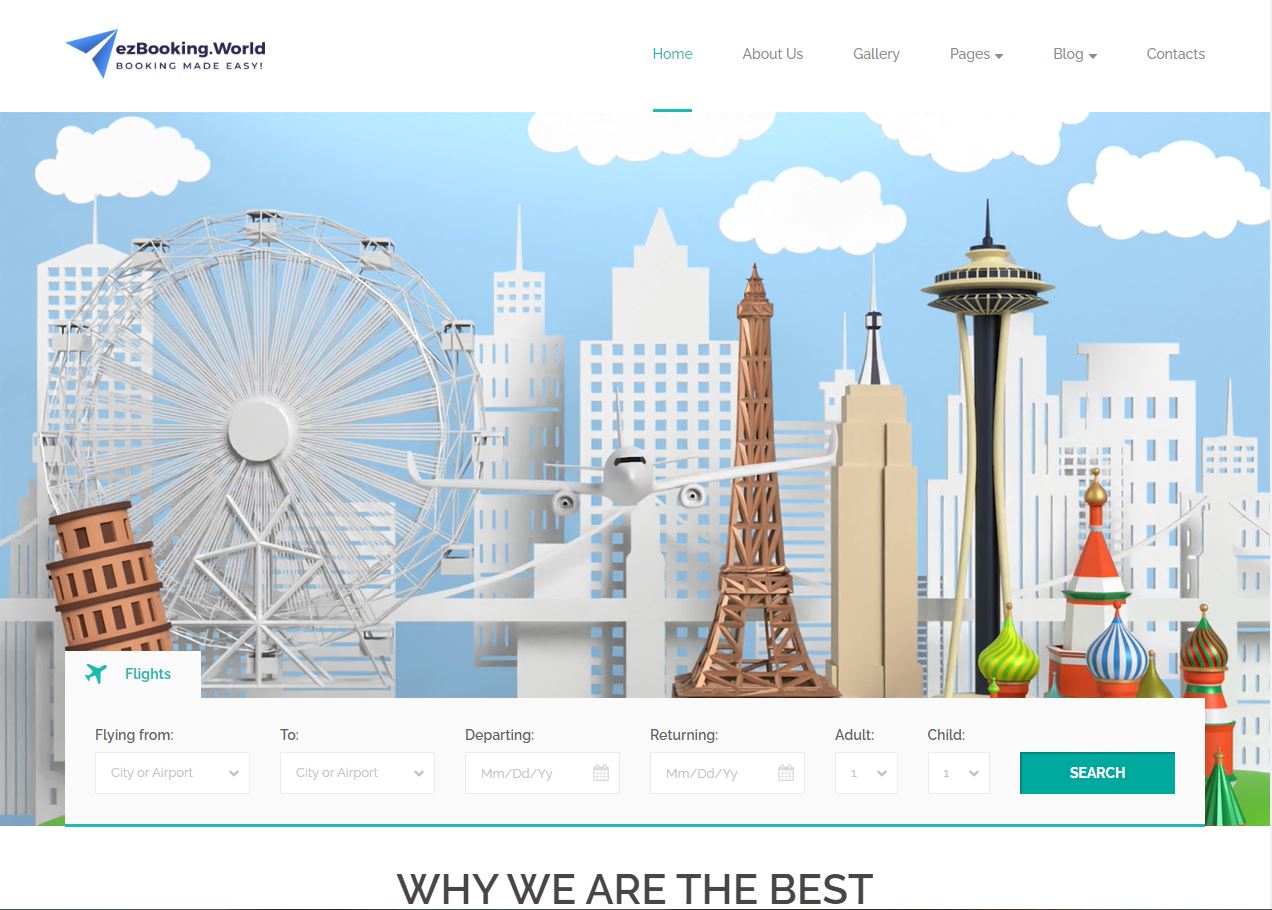 ezBooking.World
BOOKING MADE EASY!
Home About Us Gallery Pages Blog Contacts
Flights
Flying from: To: Departing: Returning: Adult: Child:
City or Airport City or Airport Mm/Dd/Yy Mm/Dd/Yy 1 1 SEARCH
WHY WE ARE THE BEST